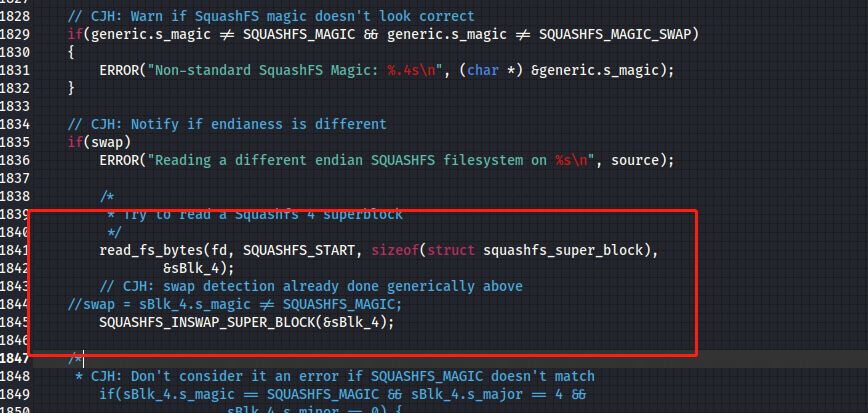 1828 // CJH: Warn if SquashFS magic doesn't look correct
1829 if(generic.s_magic ≠ SQUASHFS_MAGIC && generic.s_magic ≠ SQUASHFS_MAGIC_SWAP)
1830 {
1831 ERROR("Non-standard SquashFS Magic: %.4s\n", (char *) &generic.s_magic);
1832 }
1833
1834 // CJH: Notify if endianess is different
1835 if(swap)
1836 ERROR("Reading a different endian SQUASHFS filesystem on %s\n", source);
1837
1838 /*
1839 * Try to read a Squashfs 4 superblock
1840 */
1841 read_fs_bytes(fd, SQUASHFS_START, sizeof(struct squashfs_super_block),
1842 &sBlk_4);
1843 // CJH: swap detection already done generically above
1844 //swap = sBlk_4.s_magic ≠ SQUASHFS_MAGIC;
1845 SQUASHFS_INSWAP_SUPER_BLOCK(&sBlk_4);
1846
1847 /*
1848 * CJH: Don't consider it an error if SQUASHFS_MAGIC doesn't match
1849 if(sBlk_4.s_magic == SQUASHFS_MAGIC && sBlk_4.s_major == 4 &&
1850 sBlk_4.s_minor == 0) {